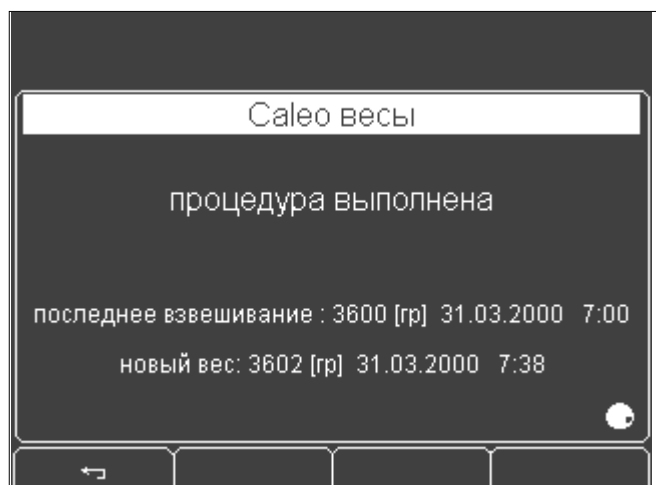 Caleo весы
процедура выполнена
последнее взвешивание : 3600 [гр] 31.03.2000 7:00
новый вес: 3602 [гр] 31.03.2000 7:38